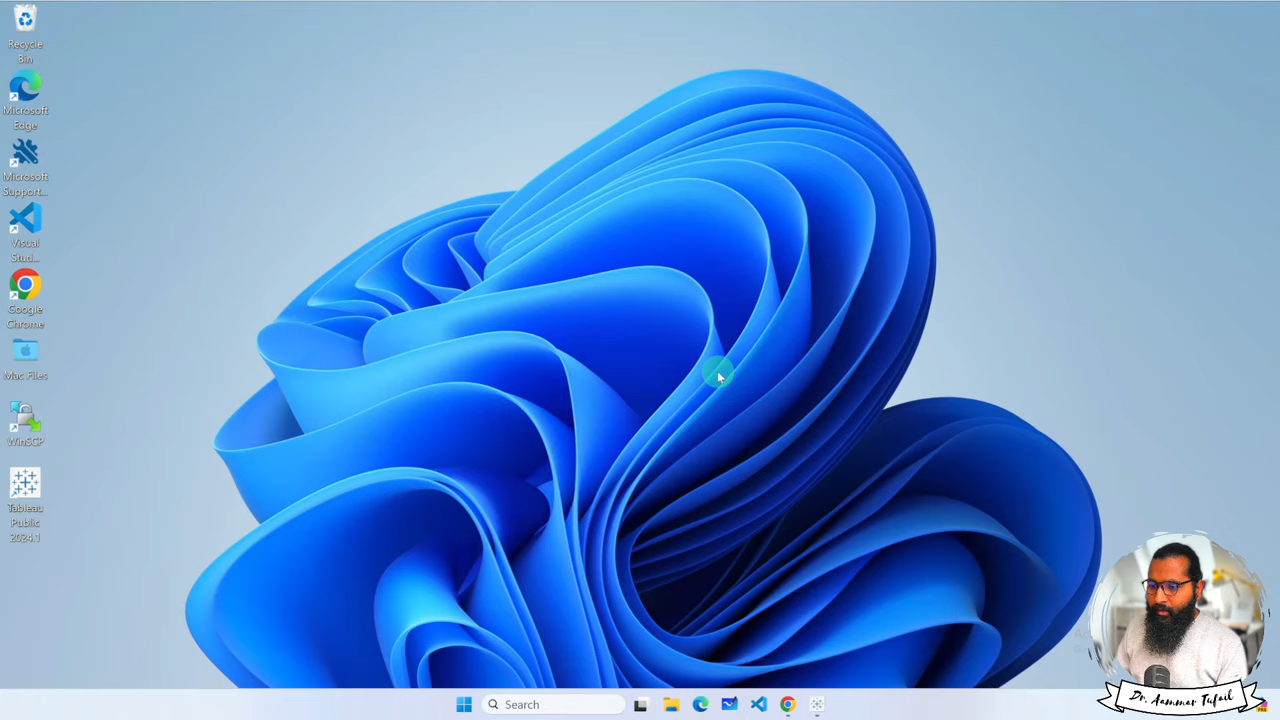 Recycle
Bin
Microsoft
Edge
Microsoft
Support...
Visual
Stud...
Google
Chrome
Mac Files
WinSCP
Tableau
Public
2024.1
Search
Dr. Aammar Tufail